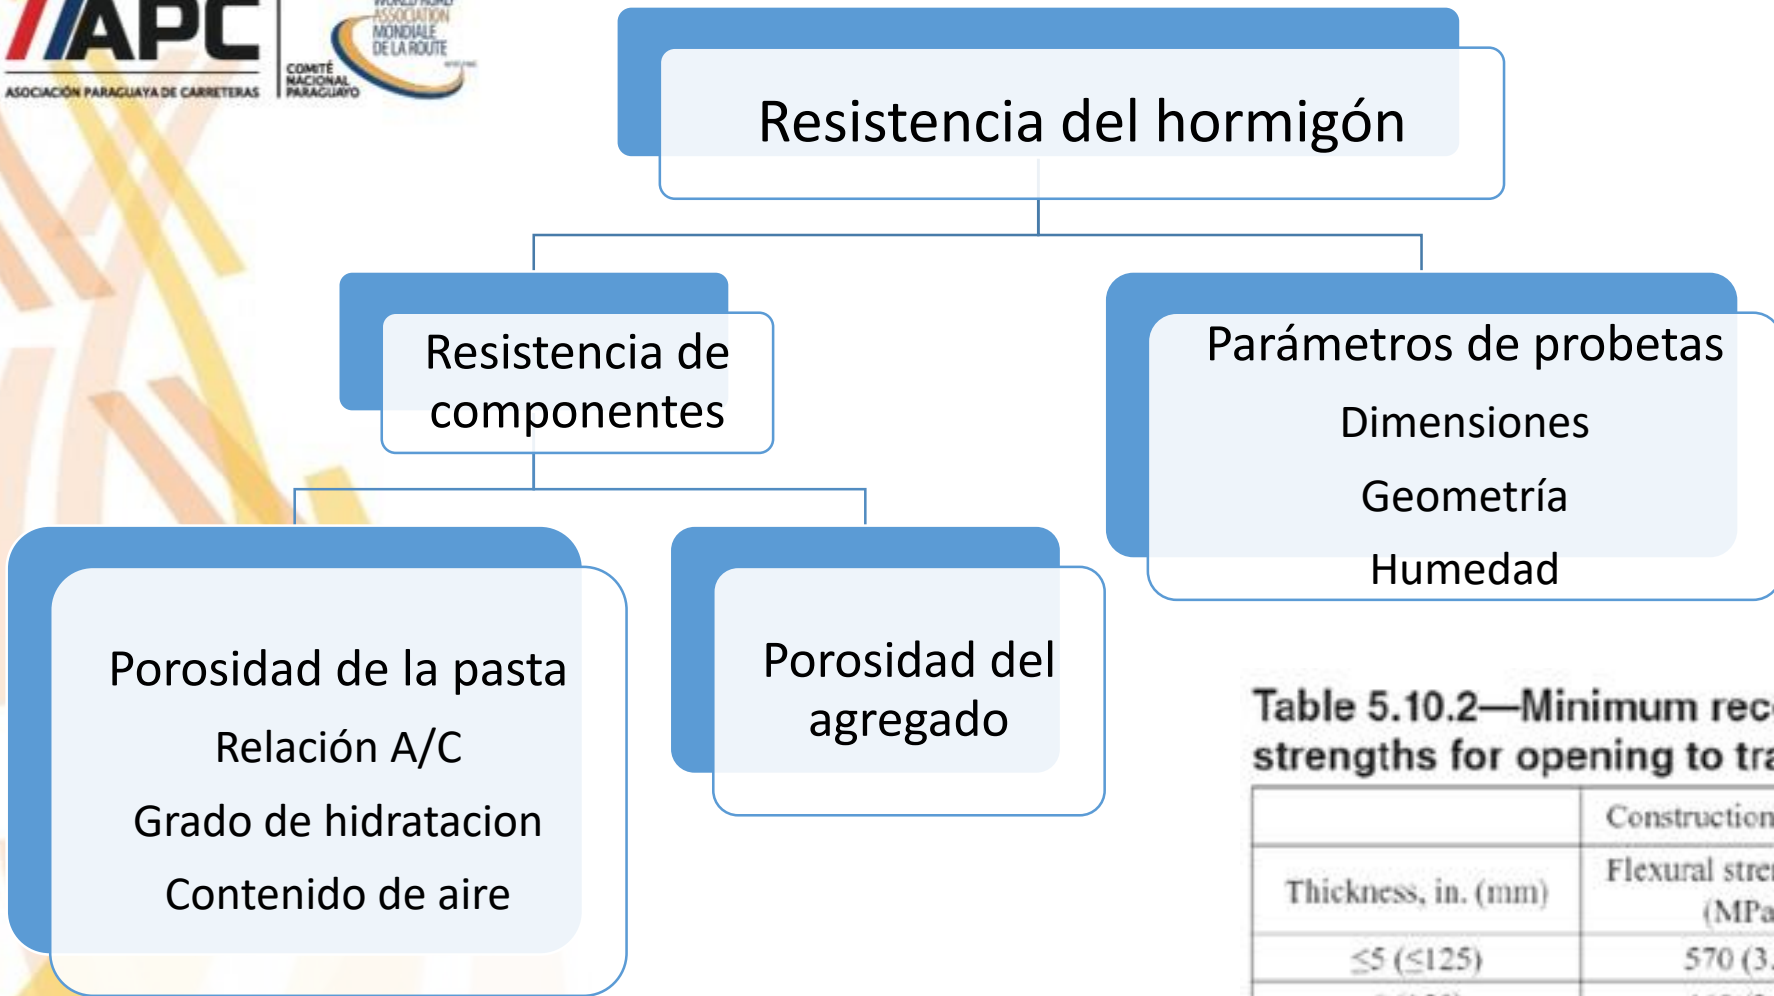 APC
ASOCIACIÓN PARAGUAYA DE CARRETERAS
COMITÉ
NACIONAL
PARAGUAYO
WORLD ROAD
ASSOCIATION
MONDIALE
DE LA ROUTE
Resistencia del hormigón
Resistencia de
componentes
Parámetros de probetas
Dimensiones
Geometría
Humedad
Porosidad de la pasta
Relación A/C
Grado de hidratacion
Contenido de aire
Porosidad del
agregado
Table 5.10.2—Minimum rec
strengths for opening to tra
Construction
Thickness, in. (mm)
Flexural stre
(MPa
≤5 (≤125)
570 (3.